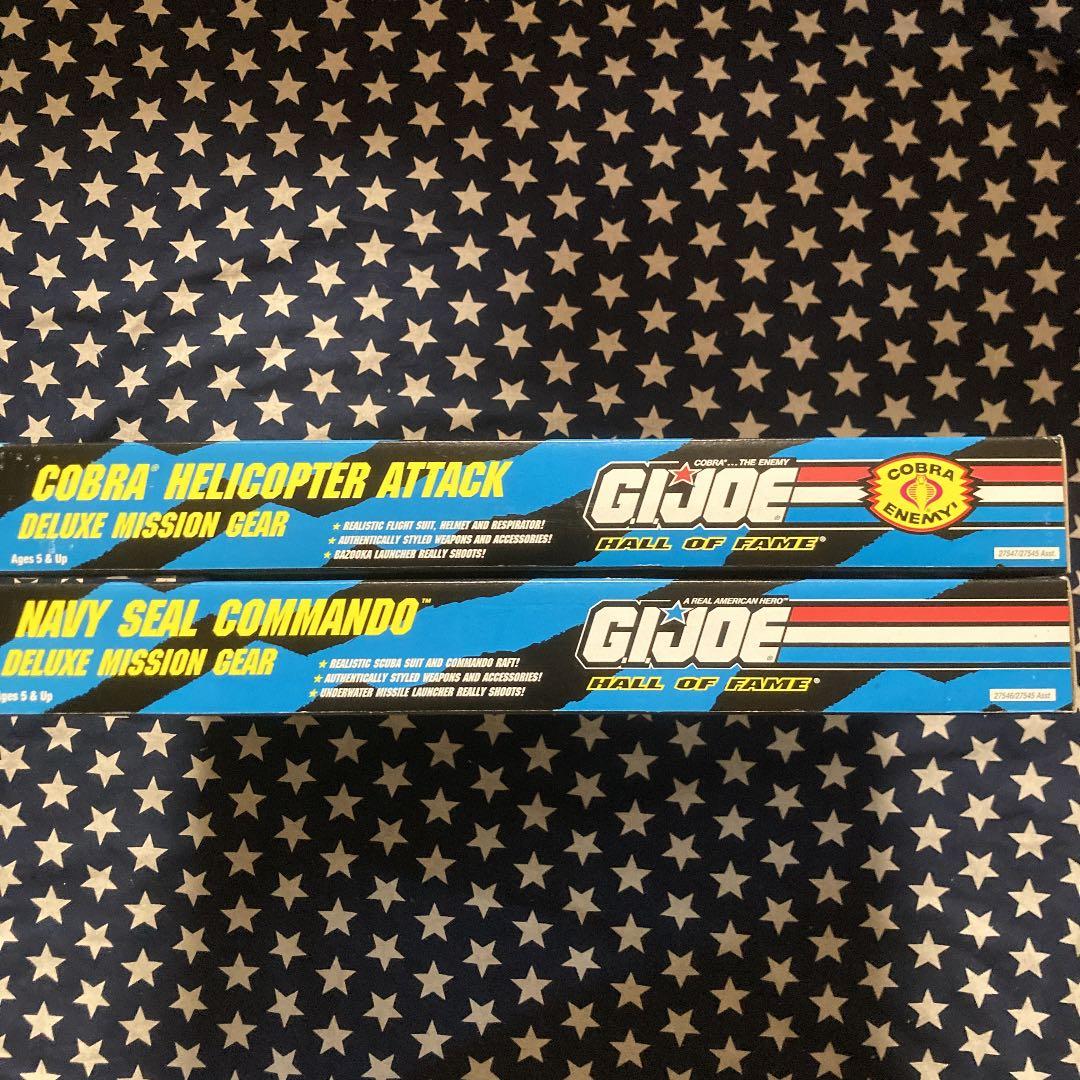 COBRA® HELICOPTER ATTACK
DELUXE MISSION GEAR
Ages 5 & Up
★ REALISTIC FLIGHT SUIT, HELMET AND RESPIRATOR!
★ AUTHENTICALLY STYLED WEAPONS AND ACCESSORIES!
★ BAZOOKA LAUNCHER REALLY SHOOTS!
COBRA®...THE ENEMY
G.I.JOE®
HALL OF FAME®
COBRA
ENEMY!
27547/27545 Asst.
NAVY SEAL COMMANDO™
DELUXE MISSION GEAR
ges 5 & Up
★ REALISTIC SCUBA SUIT AND COMMANDO RAFT!
★ AUTHENTICALLY STYLED WEAPONS AND ACCESSORIES!
★ UNDERWATER MISSILE LAUNCHER REALLY SHOOTS!
A REAL AMERICAN HERO™
G.I.JOE®
HALL OF FAME®
27546/27545 Asst.